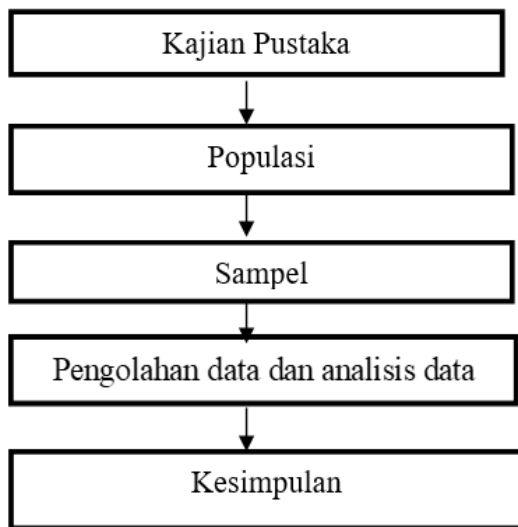 Kajian Pustaka
Populasi
Sampel
Pengolahan data dan analisis data
Kesimpulan